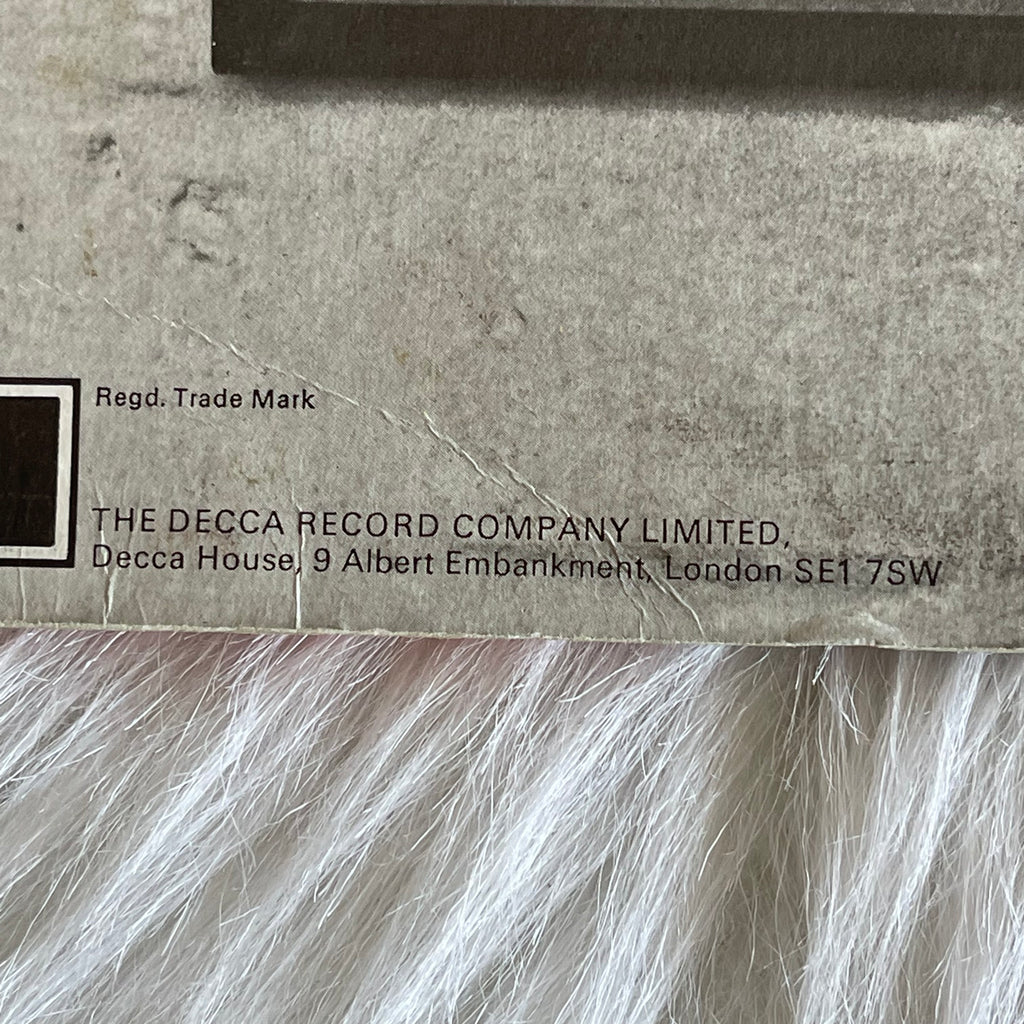 Regd. Trade Mark
THE DECCA RECORD COMPANY LIMITED,
Decca House, 9 Albert Embankment, London SE1 7SW